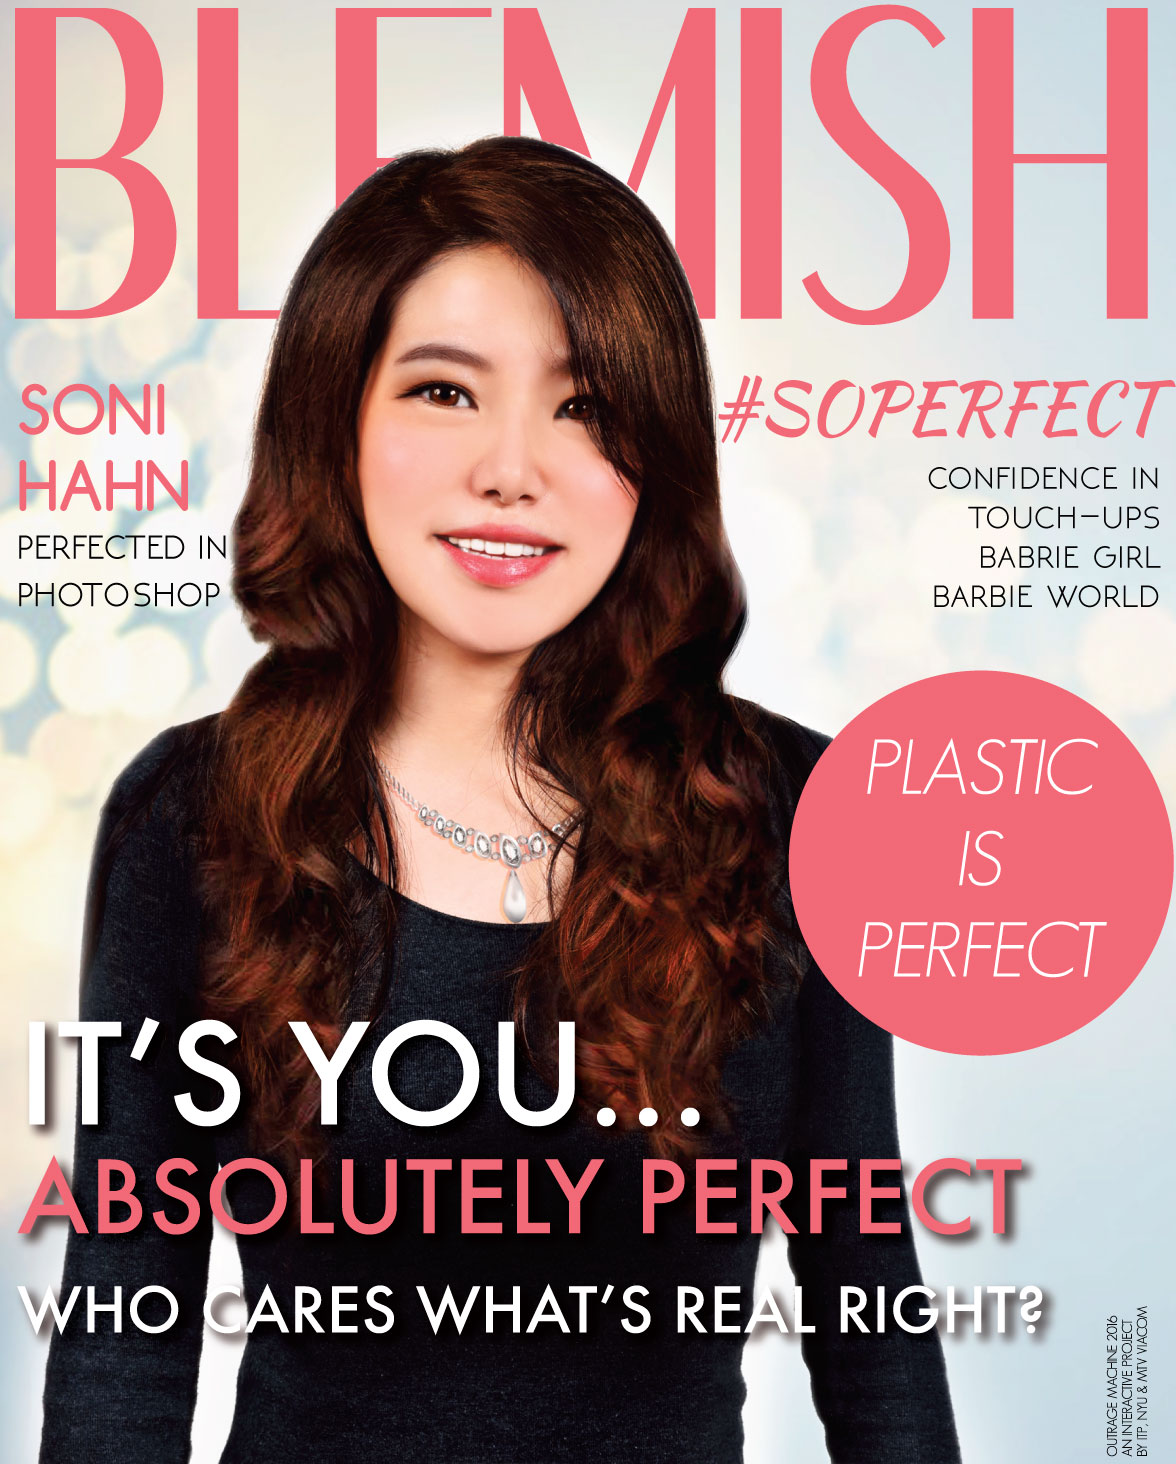 BLEMISH
SONI
HAHN
PERFECTED IN
PHOTOSHOP
#SOPERFECT
CONFIDENCE IN
TOUCH-UPS
BABRIE GIRL
BARBIE WORLD
PLASTIC
IS
PERFECT
IT'S YOU...
ABSOLUTELY PERFECT
WHO CARES WHAT'S REAL RIGHT?
OUTRAGE MACHINE 2016
AN INTERACTIVE PROJECT
BY ITP, NYU & MTV VIACOM